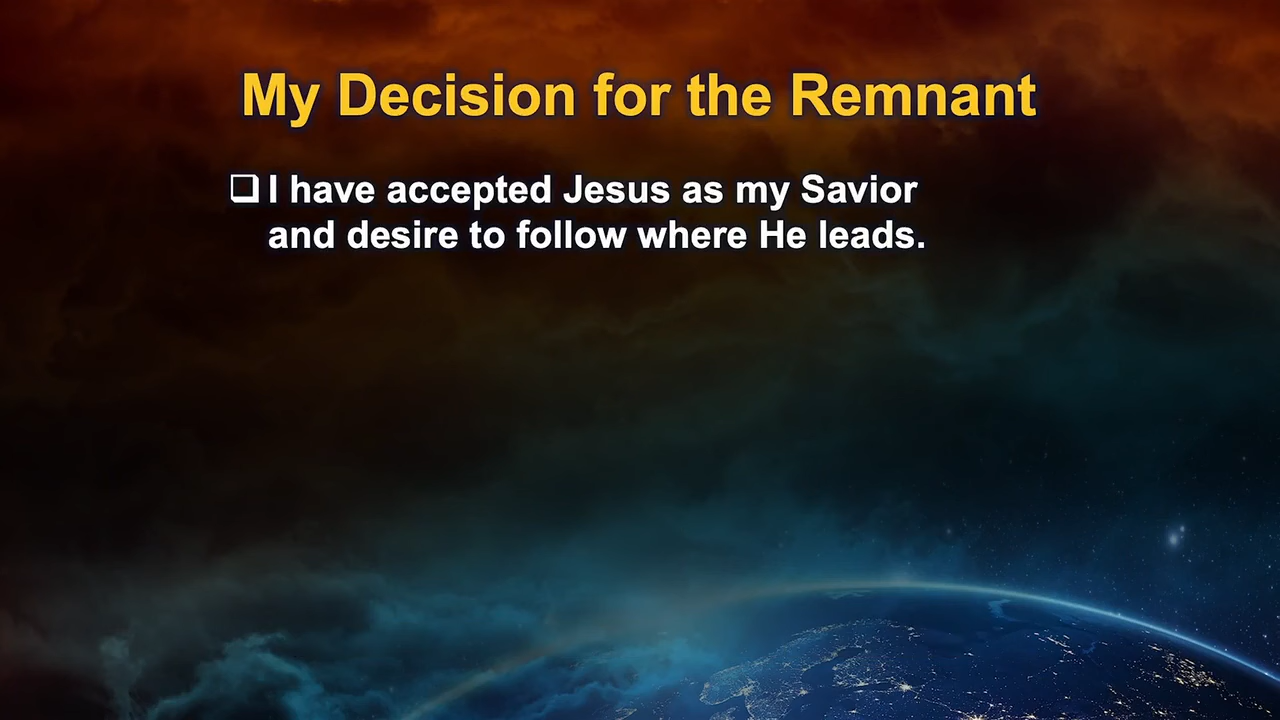 My Decision for the Remnant
❑ I have accepted Jesus as my Savior
and desire to follow where He leads.